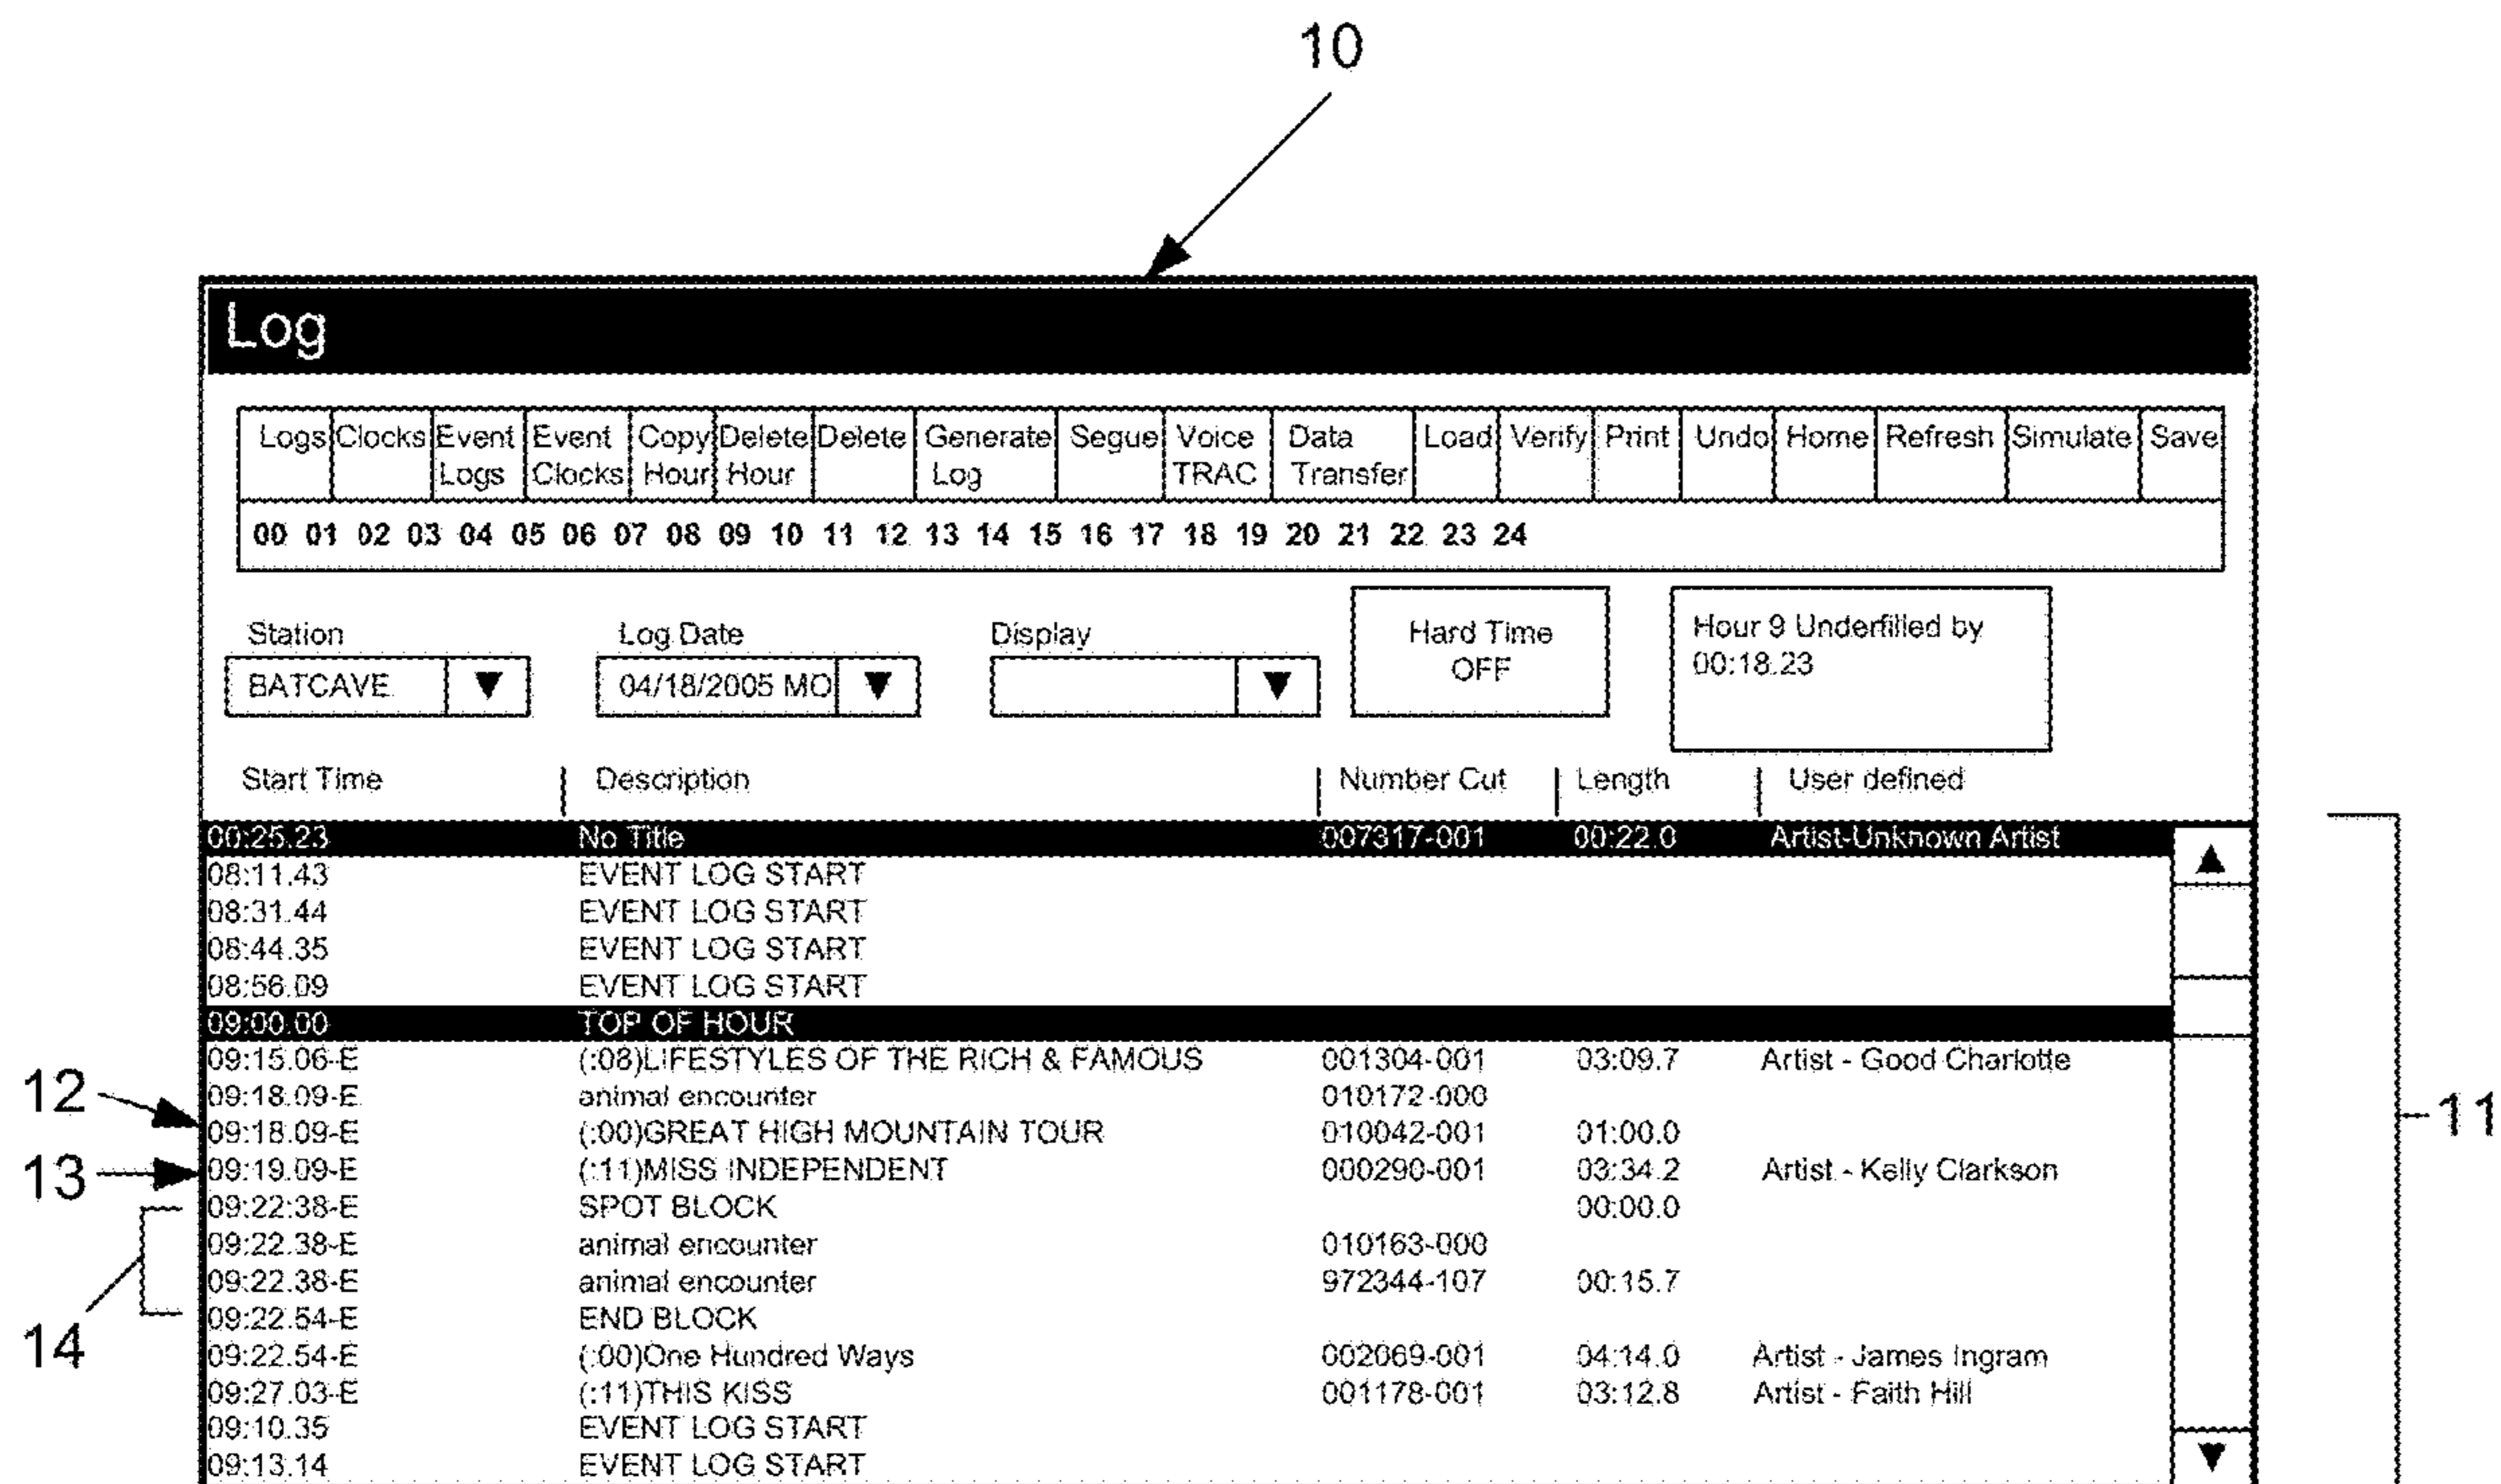 10
Log
Logs Clocks Event Logs Event Clocks Copy Hour Delete Hour Delete Generate Log Segue Voice TRAC Data Transfer Load Verify Print Undo Home Refresh Simulate Save
00 01 02 03 04 05 06 07 08 09 10 11 12 13 14 15 16 17 18 19 20 21 22 23 24
Station Log Date Display Hard Time OFF Hour 9 Underfilled by 00:18.23
BATCAVE 04/18/2005 MO
Start Time Description Number Cut Length User defined
00:25.23 No Title 007317-001 00:22.0 Artist-Unknown Artist
08:11.43 EVENT LOG START
08:31.44 EVENT LOG START
08:44.35 EVENT LOG START
08:56.09 EVENT LOG START
09:00.00 TOP OF HOUR
09:15.06-E (:08)LIFESTYLES OF THE RICH & FAMOUS 001304-001 03:09.7 Artist - Good Charlotte
12 09:18.09-E animal encounter 010172-000
09:18.09-E (:00)GREAT HIGH MOUNTAIN TOUR 010042-001 01:00.0
11
13 09:19.09-E (:11)MISS INDEPENDENT 000290-001 03:34.2 Artist - Kelly Clarkson
09:22:38-E SPOT BLOCK 00:00.0
09:22.38-E animal encounter 010163-000
09:22.38-E animal encounter 972344-107 00:15.7
09:22.54-E END BLOCK
14 09:22.54-E (:00)One Hundred Ways 002069-001 04:14.0 Artist - James Ingram
09:27.03-E (:11)THIS KISS 001178-001 03:12.8 Artist - Faith Hill
09:10.35 EVENT LOG START
09:13.14 EVENT LOG START